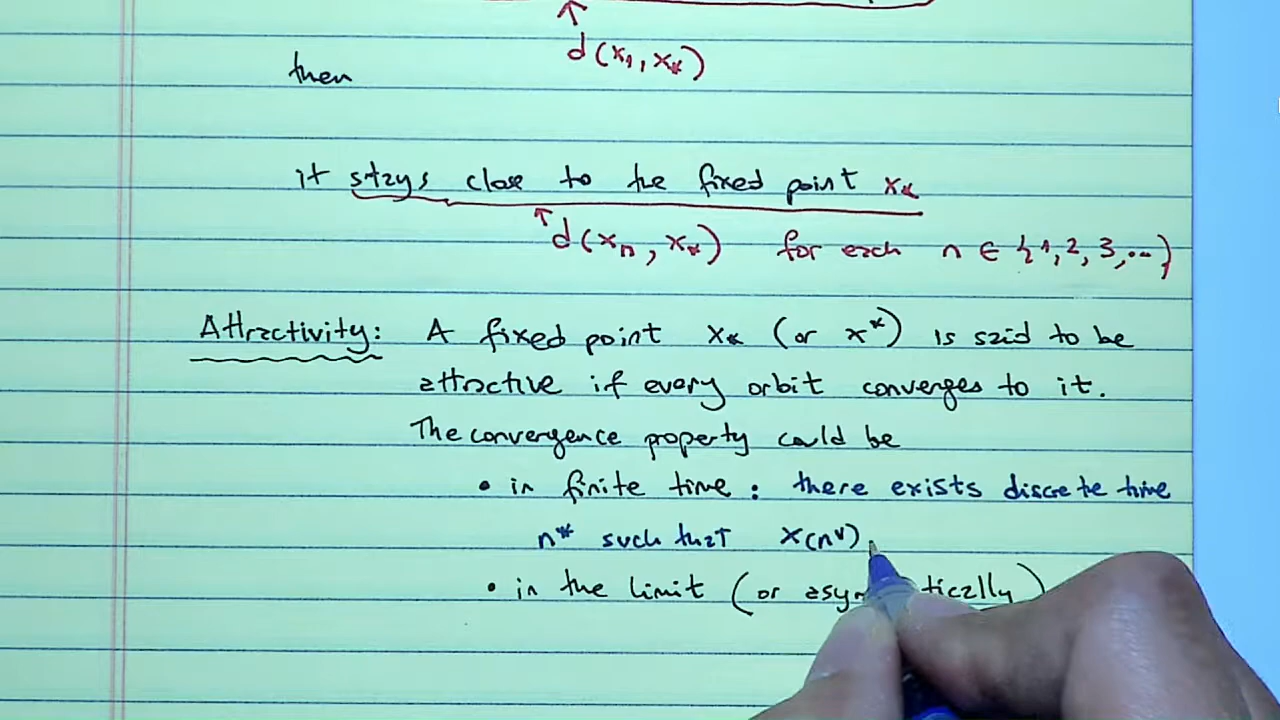 d(x₁, x*)
then
it stays close to the fixed point x*
d(xₙ, x*) for each n ∈ {1, 2, 3, ...}
Attractivity: A fixed point x* (or x*) is said to be
attractive if every orbit converges to it.
The convergence property could be
• in finite time: there exists discrete time
n* such that x(n*)
• in the limit (or